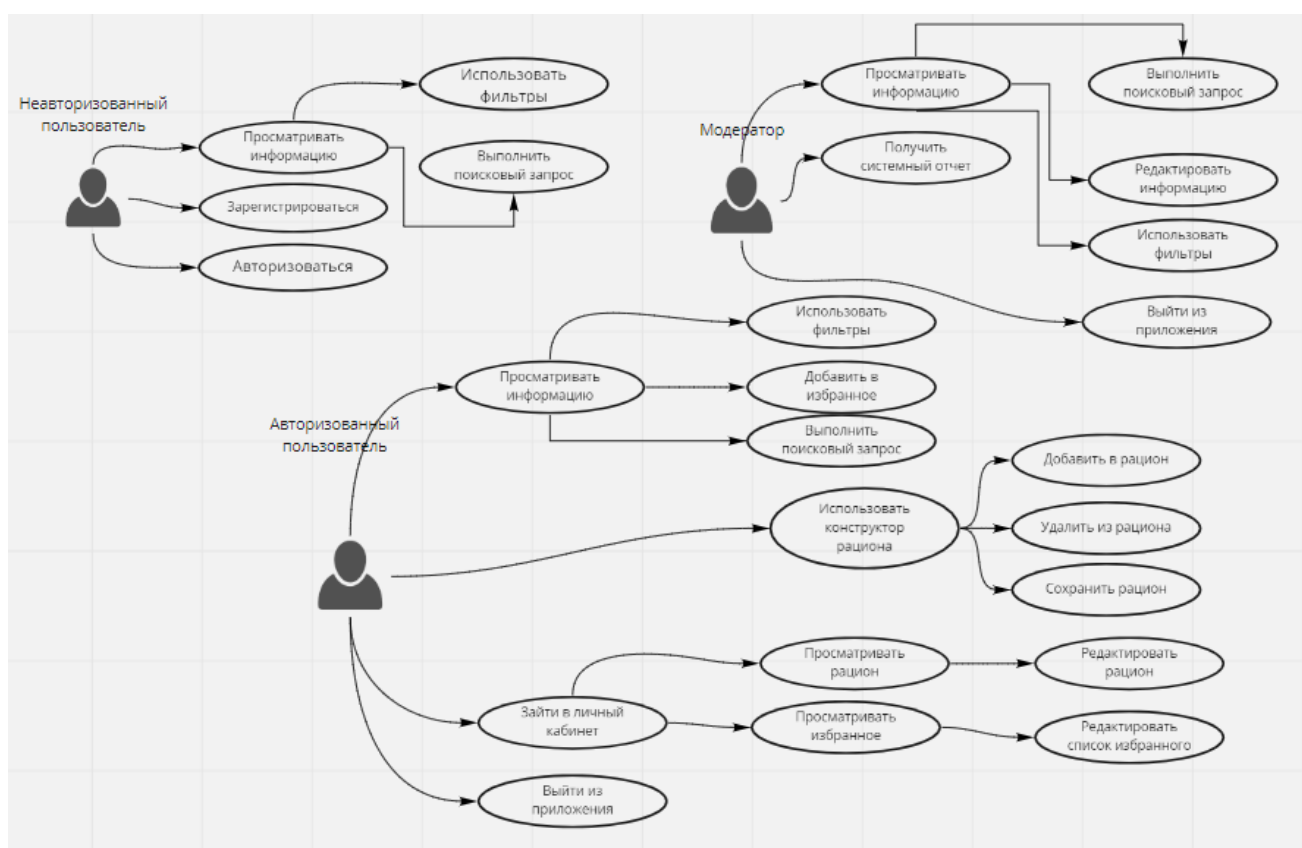 Неавторизованный
пользователь
Использовать
фильтры
Просматривать
информацию
Выполнить
поисковый запрос
Зарегистрироваться
Авторизоваться
Модератор
Просматривать
информацию
Выполнить
поисковый запрос
Получить
системный отчет
Редактировать
информацию
Использовать
фильтры
Выйти из
приложения
Авторизованный
пользователь
Просматривать
информацию
Использовать
фильтры
Добавить в
избранное
Выполнить
поисковый запрос
Использовать
конструктор
рациона
Добавить в рацион
Удалить из рациона
Сохранить рацион
Зайти в личный
кабинет
Просматривать
рацион
Редактировать
рацион
Просматривать
избранное
Редактировать
список избранного
Выйти из
приложения